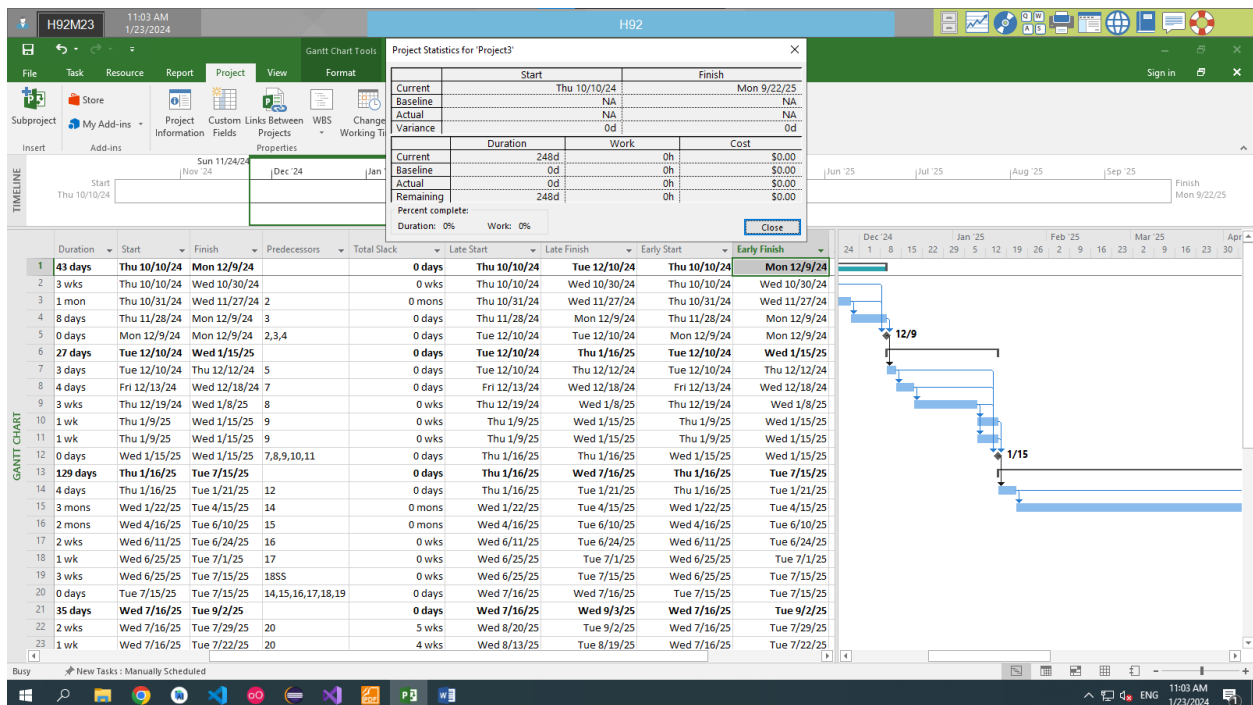 H92M23
11:03 AM
1/23/2024
H92
Q W
A S
Gantt Chart Tools
File Task Resource Report Project View Format
Sign in
Subproject
Store
My Add-ins
Project Information
Custom Fields
Links Between Projects
WBS
Change Working Ti
Insert Add-ins Properties
Project Statistics for 'Project3'
Start Finish
Current Thu 10/10/24 Mon 9/22/25
Baseline NA NA
Actual NA NA
Variance 0d 0d
Duration Work Cost
Current 248d 0h $0.00
Baseline 0d 0h $0.00
Actual 0d 0h $0.00
Remaining 248d 0h $0.00
Percent complete:
Duration: 0% Work: 0%
Close
TIMELINE
Sun 11/24/24
Nov '24 Dec '24 Jan ' Jun '25 Jul '25 Aug '25 Sep '25
Start
Thu 10/10/24
Finish
Mon 9/22/25
GANTT CHART
Duration Start Finish Predecessors Total Slack Late Start Late Finish Early Start Early Finish
1 43 days Thu 10/10/24 Mon 12/9/24 0 days Thu 10/10/24 Tue 12/10/24 Thu 10/10/24 Mon 12/9/24
2 3 wks Thu 10/10/24 Wed 10/30/24 0 wks Thu 10/10/24 Wed 10/30/24 Thu 10/10/24 Wed 10/30/24
3 1 mon Thu 10/31/24 Wed 11/27/24 2 0 mons Thu 10/31/24 Wed 11/27/24 Thu 10/31/24 Wed 11/27/24
4 8 days Thu 11/28/24 Mon 12/9/24 3 0 days Thu 11/28/24 Mon 12/9/24 Thu 11/28/24 Mon 12/9/24
5 0 days Mon 12/9/24 Mon 12/9/24 2,3,4 0 days Tue 12/10/24 Tue 12/10/24 Mon 12/9/24 Mon 12/9/24
6 27 days Tue 12/10/24 Wed 1/15/25 0 days Tue 12/10/24 Thu 1/16/25 Tue 12/10/24 Wed 1/15/25
7 3 days Tue 12/10/24 Thu 12/12/24 5 0 days Tue 12/10/24 Thu 12/12/24 Tue 12/10/24 Thu 12/12/24
8 4 days Fri 12/13/24 Wed 12/18/24 7 0 days Fri 12/13/24 Wed 12/18/24 Fri 12/13/24 Wed 12/18/24
9 3 wks Thu 12/19/24 Wed 1/8/25 8 0 wks Thu 12/19/24 Wed 1/8/25 Thu 12/19/24 Wed 1/8/25
10 1 wk Thu 1/9/25 Wed 1/15/25 9 0 wks Thu 1/9/25 Wed 1/15/25 Thu 1/9/25 Wed 1/15/25
11 1 wk Thu 1/9/25 Wed 1/15/25 9 0 wks Thu 1/9/25 Wed 1/15/25 Thu 1/9/25 Wed 1/15/25
12 0 days Wed 1/15/25 Wed 1/15/25 7,8,9,10,11 0 days Thu 1/16/25 Thu 1/16/25 Wed 1/15/25 Wed 1/15/25
13 129 days Thu 1/16/25 Tue 7/15/25 0 days Thu 1/16/25 Wed 7/16/25 Thu 1/16/25 Tue 7/15/25
14 4 days Thu 1/16/25 Tue 1/21/25 12 0 days Thu 1/16/25 Tue 1/21/25 Thu 1/16/25 Tue 1/21/25
15 3 mons Wed 1/22/25 Tue 4/15/25 14 0 mons Wed 1/22/25 Tue 4/15/25 Wed 1/22/25 Tue 4/15/25
16 2 mons Wed 4/16/25 Tue 6/10/25 15 0 mons Wed 4/16/25 Tue 6/10/25 Wed 4/16/25 Tue 6/10/25
17 2 wks Wed 6/11/25 Tue 6/24/25 16 0 wks Wed 6/11/25 Tue 6/24/25 Wed 6/11/25 Tue 6/24/25
18 1 wk Wed 6/25/25 Tue 7/1/25 17 0 wks Wed 6/25/25 Tue 7/1/25 Wed 6/25/25 Tue 7/1/25
19 3 wks Wed 6/25/25 Tue 7/15/25 18SS 0 wks Wed 6/25/25 Tue 7/15/25 Wed 6/25/25 Tue 7/15/25
20 0 days Tue 7/15/25 Tue 7/15/25 14,15,16,17,18,19 0 days Wed 7/16/25 Wed 7/16/25 Tue 7/15/25 Tue 7/15/25
21 35 days Wed 7/16/25 Tue 9/2/25 0 days Wed 7/16/25 Wed 9/3/25 Wed 7/16/25 Tue 9/2/25
22 2 wks Wed 7/16/25 Tue 7/29/25 20 5 wks Wed 8/20/25 Tue 9/2/25 Wed 7/16/25 Tue 7/29/25
23 1 wk Wed 7/16/25 Tue 7/22/25 20 4 wks Wed 8/13/25 Tue 8/19/25 Wed 7/16/25 Tue 7/22/25
Dec '24 Jan '25 Feb '25 Mar '25 Apr
24 1 8 15 22 29 5 12 19 26 2 9 16 23 2 9 16 23 30
12/9
1/15
Busy New Tasks : Manually Scheduled
ENG
11:03 AM
1/23/2024